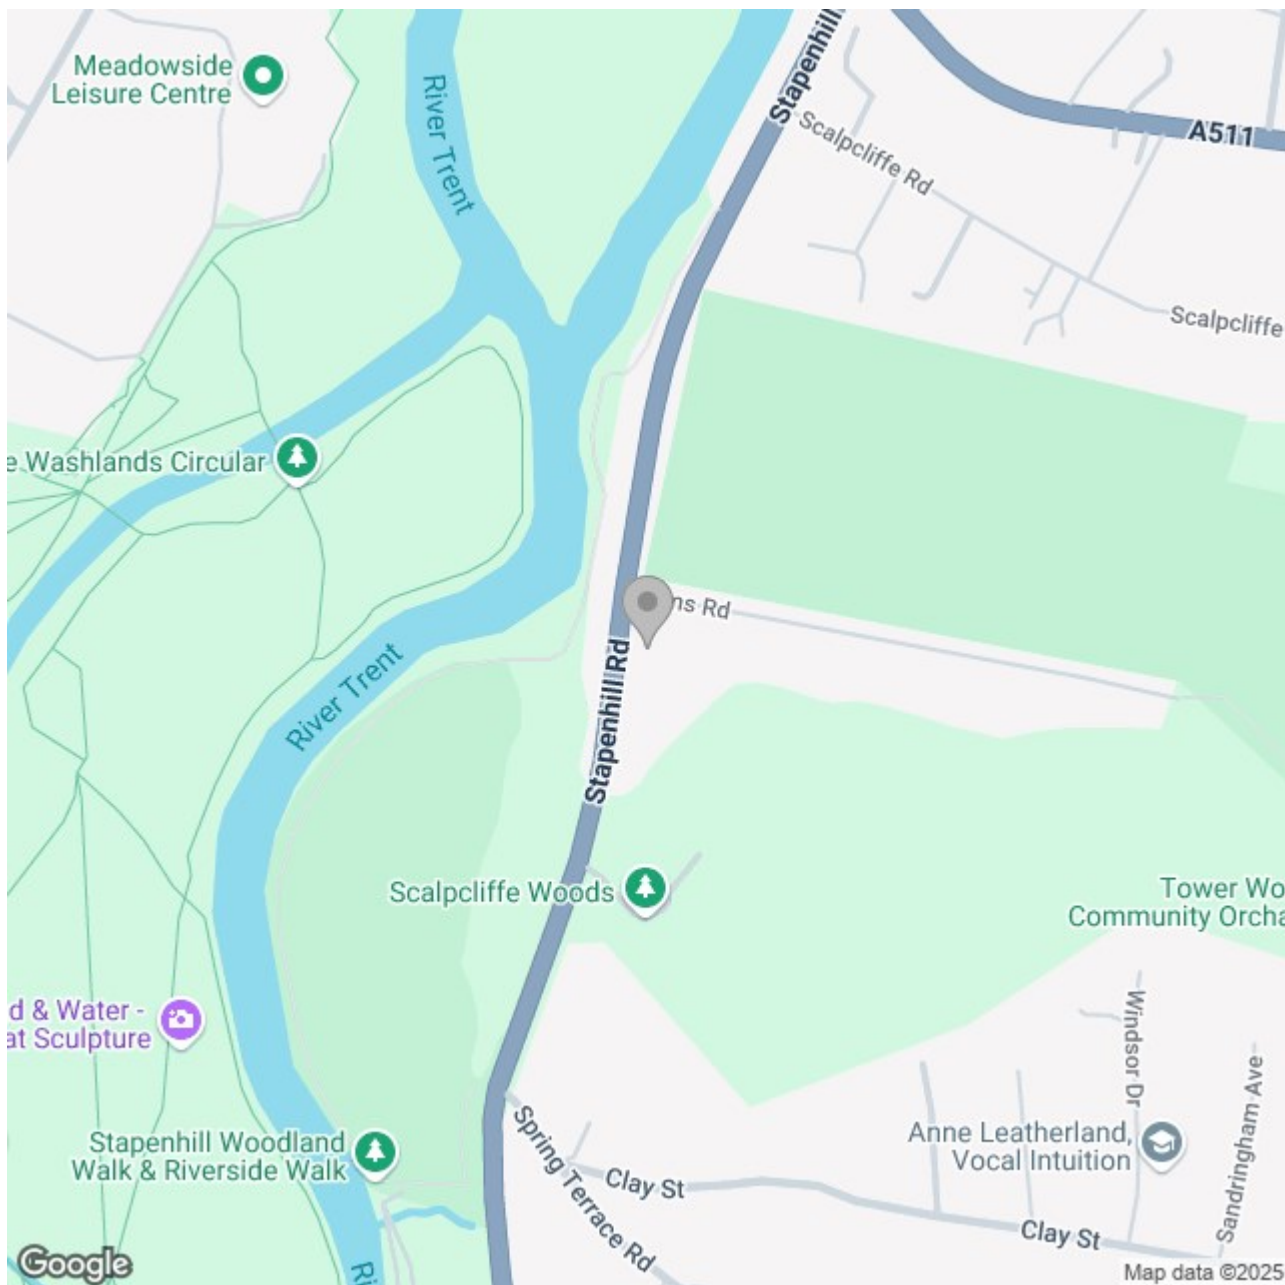 Meadowside
Leisure Centre
River Trent
Stapenhill
Scalpcliffe Rd
A511
Scalpcliffe
e Washlands Circular
ns Rd
River Trent
Stapenhill Rd
Scalpcliffe Woods
Tower Wo
Community Orcha
d & Water -
at Sculpture
Windsor Dr
Sandringham Ave
Stapenhill Woodland
Walk & Riverside Walk
Anne Leatherland,
Vocal Intuition
Spring Terrace Rd
Clay St
Clay St
Ri
Google
Map data ©2025